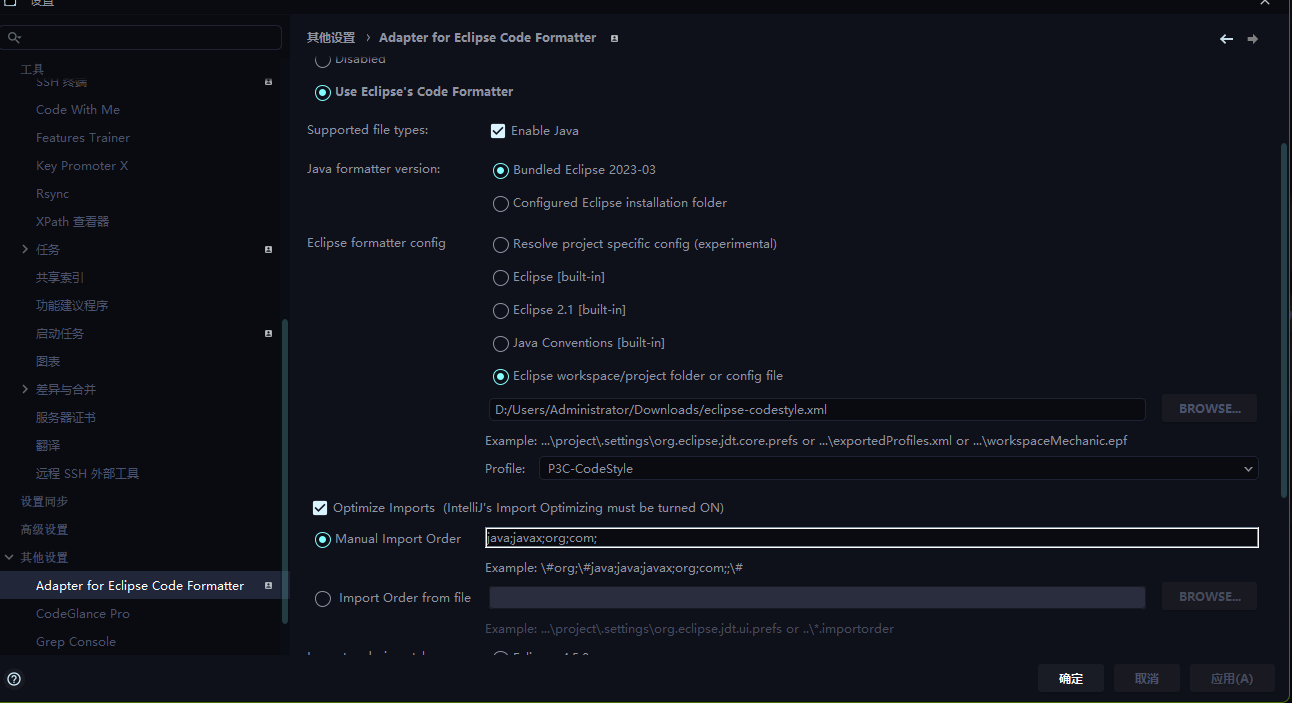 设置
工具
SSH 终端
Code With Me
Features Trainer
Key Promoter X
Rsync
XPath 查看器
任务
共享索引
功能建议程序
启动任务
图表
差异与合并
服务器证书
翻译
远程 SSH 外部工具
设置同步
高级设置
其他设置
Adapter for Eclipse Code Formatter
CodeGlance Pro
Grep Console
其他设置 › Adapter for Eclipse Code Formatter
Disabled
Use Eclipse's Code Formatter
Supported file types: Enable Java
Java formatter version: Bundled Eclipse 2023-03
Configured Eclipse installation folder
Eclipse formatter config Resolve project specific config (experimental)
Eclipse [built-in]
Eclipse 2.1 [built-in]
Java Conventions [built-in]
Eclipse workspace/project folder or config file
D:/Users/Administrator/Downloads/eclipse-codestyle.xml BROWSE...
Example: ...\project\.settings\org.eclipse.jdt.core.prefs or ...\exportedProfiles.xml or ...\workspaceMechanic.epf
Profile: P3C-CodeStyle
Optimize Imports (IntelliJ's Import Optimizing must be turned ON)
Manual Import Order java;javax;org;com;
Example: \#org;\#java;java;javax;org;com;;\#
Import Order from file BROWSE...
Example: ...\project\.settings\org.eclipse.jdt.ui.prefs or ..\*.importorder
确定 取消 应用(A)